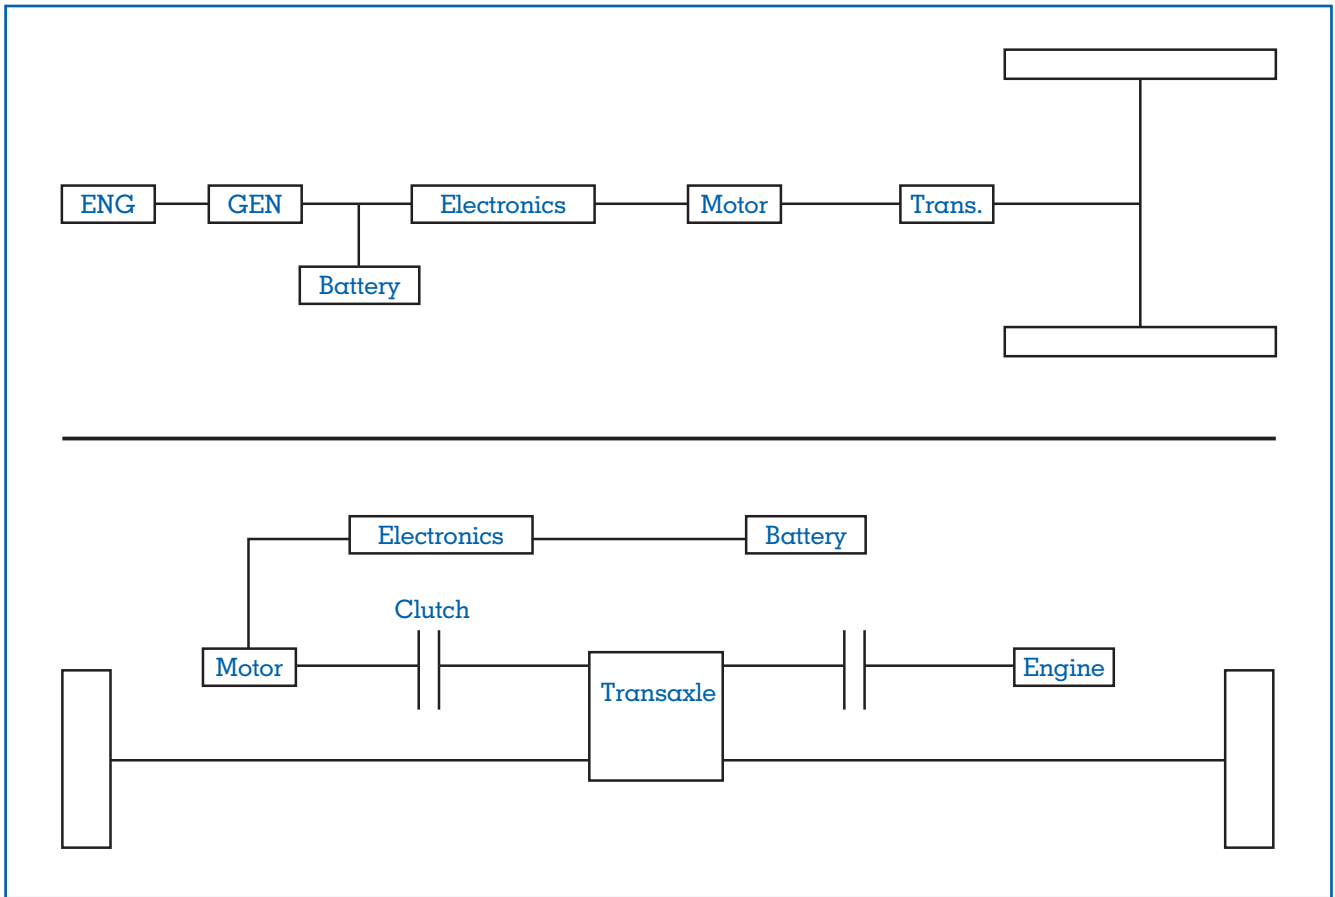 ENG
GEN
Electronics
Motor
Trans.
Battery
Electronics
Battery
Clutch
Motor
Transaxle
Engine